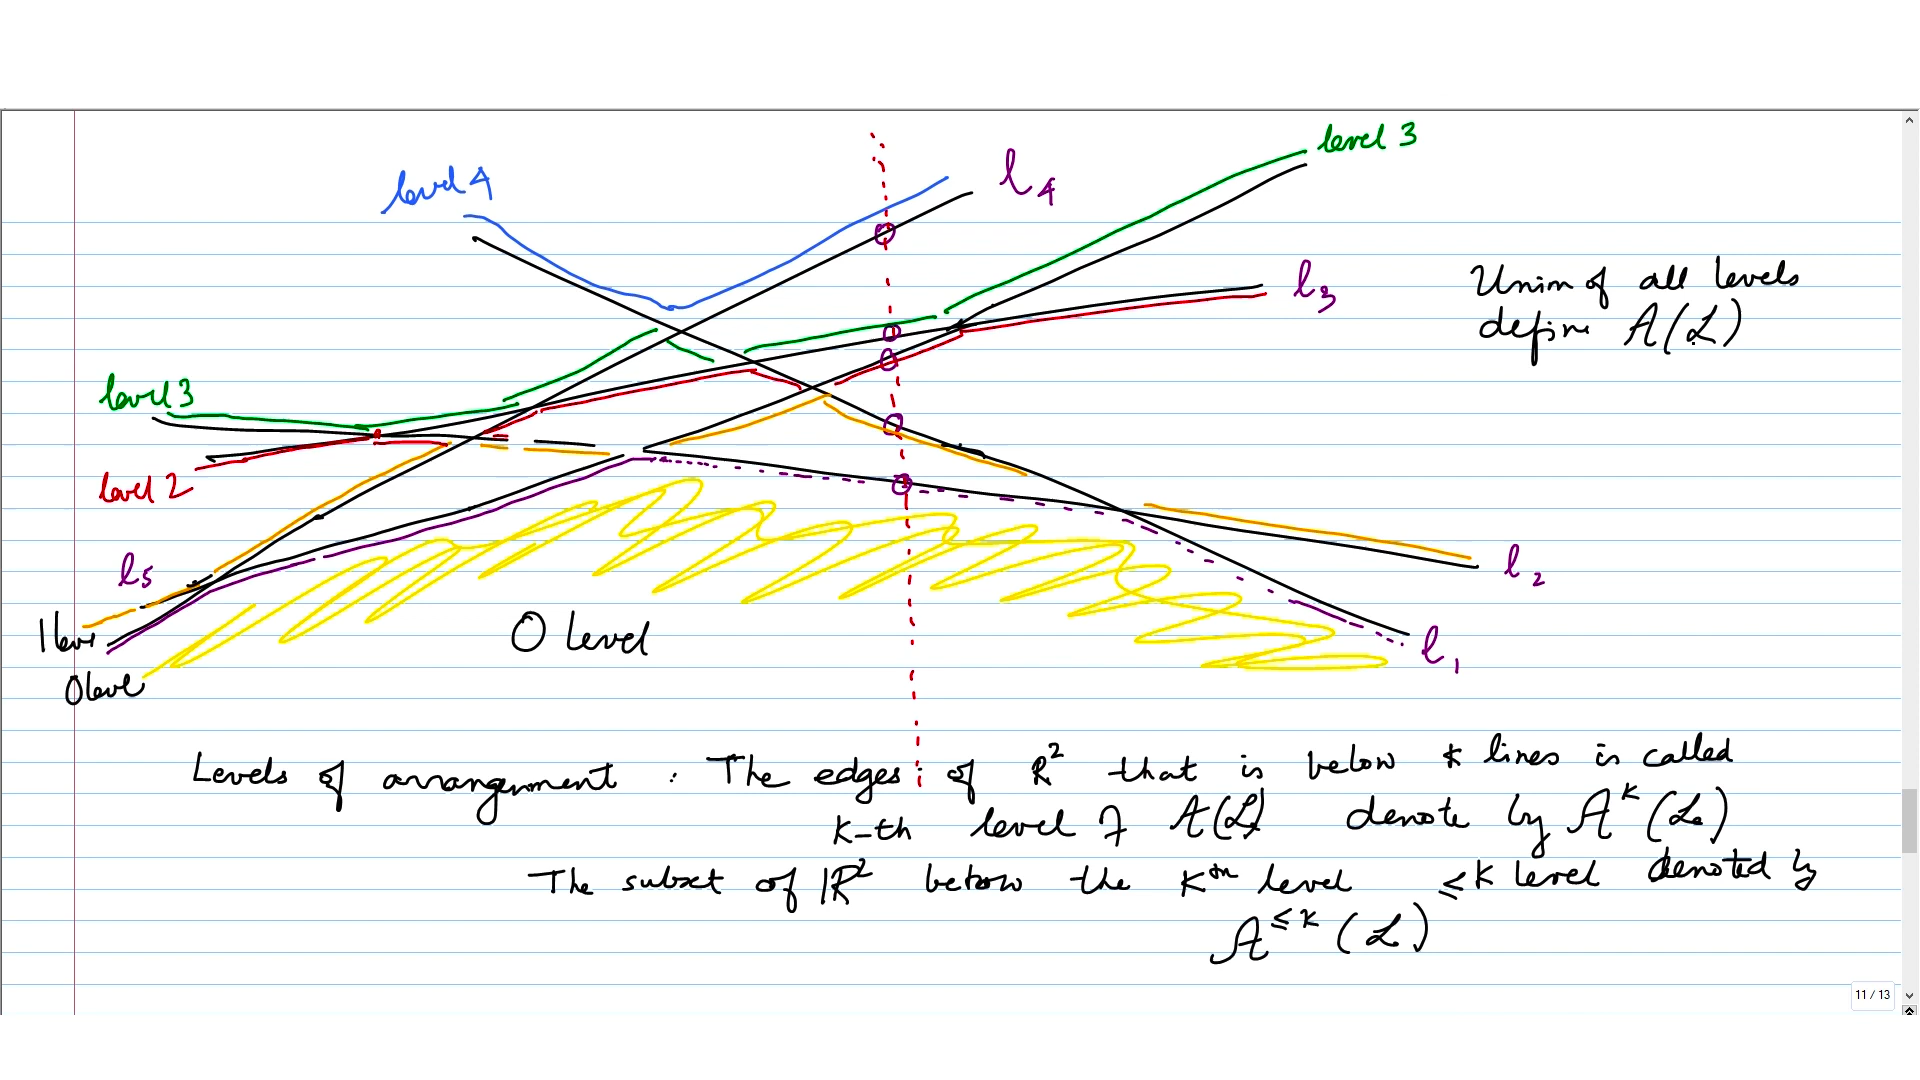 level 3
level 4
l4
l3
Union of all levels
define A(L)
level 3
level 2
l5
l2
1 level
0 level
l1
0 level
Levels of arrangement : The edges of R² that is below k lines is called
k-th level of A(L) denote by A^k (L)
The subset of R² below the kth level ≤k level denoted by
A^≤k (L)
11 / 13